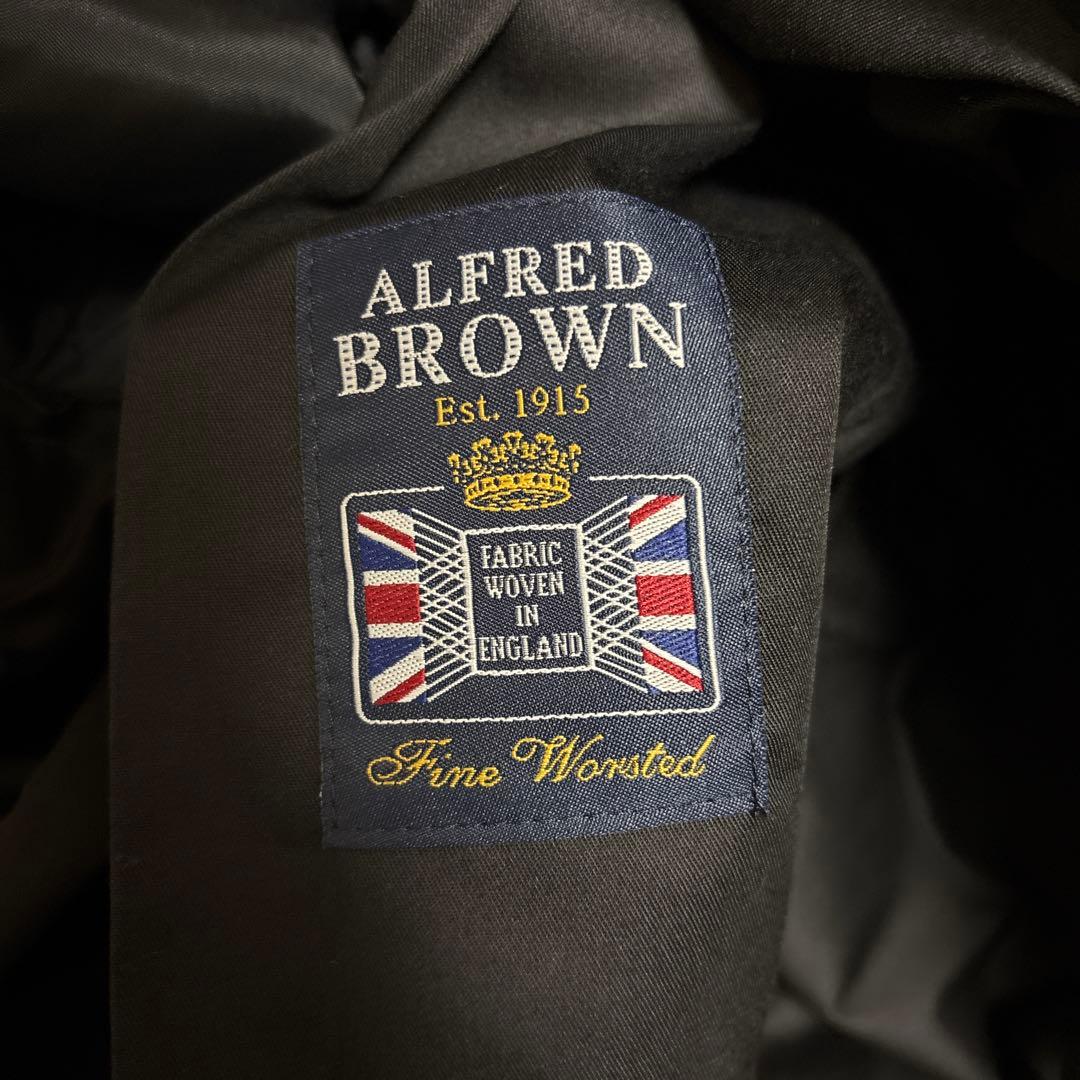 ALFRED
BROWN
Est. 1915
FABRIC
WOVEN
IN
ENGLAND
Fine Worsted